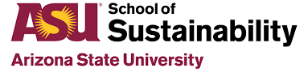 ASU School of
Sustainability
Arizona State University